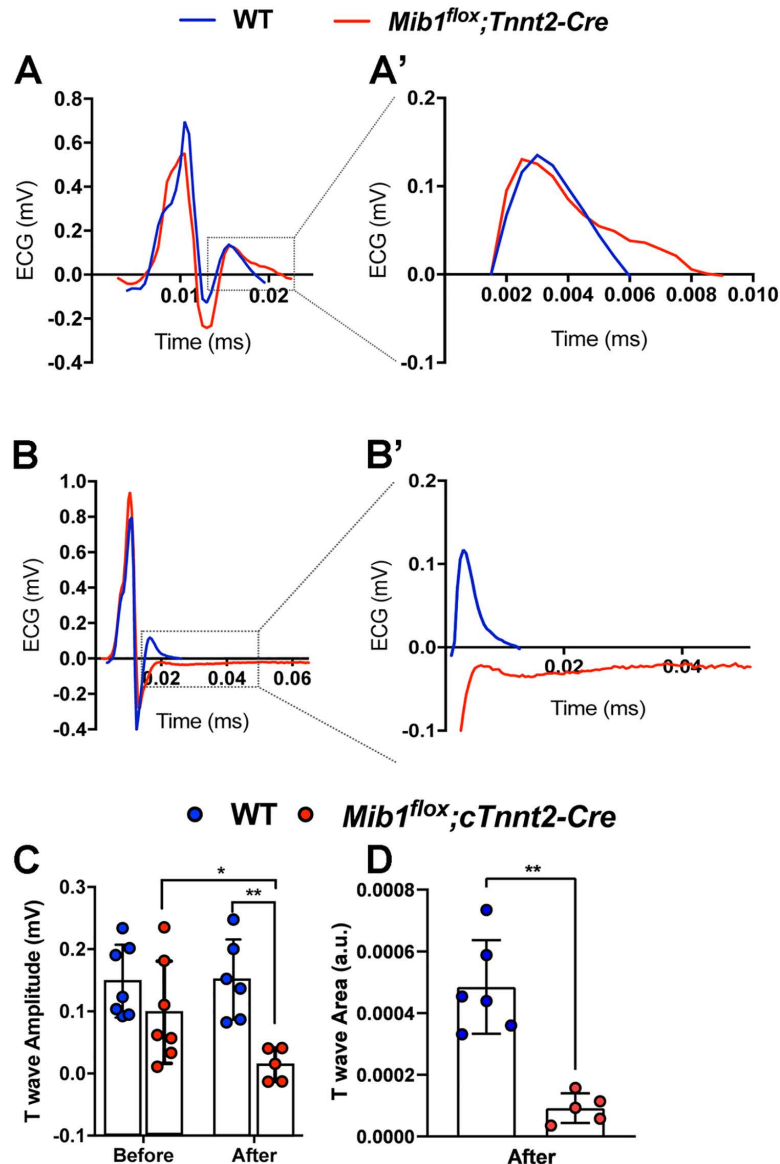 WT Mib1flox;Tnnt2-Cre
A
0.8
0.6
0.4
0.2
0.0
-0.2
-0.4
ECG (mV)
0.01 0.02
Time (ms)
A’
0.2
0.1
0.0
-0.1
ECG (mV)
0.002 0.004 0.006 0.008 0.010
Time (ms)
B
1.0
0.8
0.6
0.4
0.2
0.0
-0.2
-0.4
ECG (mV)
0.02 0.04 0.06
Time (ms)
B’
0.2
0.1
0.0
-0.1
ECG (mV)
0.02 0.04
Time (ms)
WT Mib1flox;cTnnt2-Cre
C
0.3
0.2
0.1
0.0
-0.1
T wave Amplitude (mV)
*
**
Before After
D
0.0008
0.0006
0.0004
0.0002
0.0000
T wave Area (a.u.)
**
After